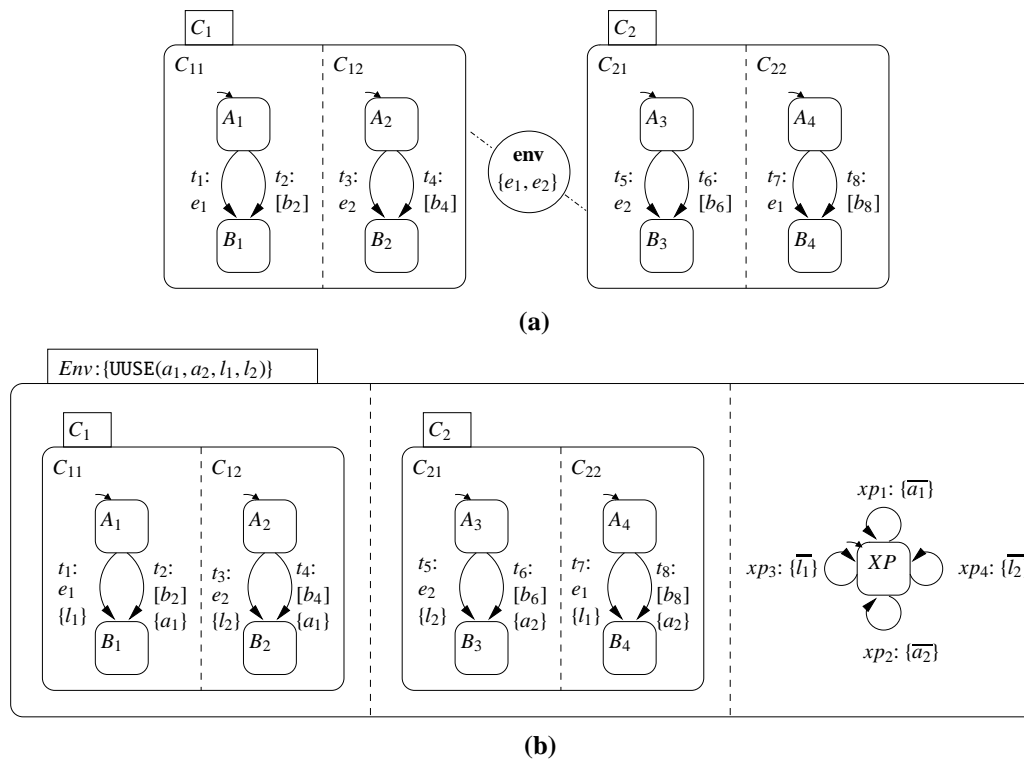 C₁
C₂
C₁₁
C₁₂
C₂₁
C₂₂
A₁
A₂
A₃
A₄
env
{e₁, e₂}
t₁:
e₁
t₂:
[b₂]
t₃:
e₂
t₄:
[b₄]
t₅:
e₂
t₆:
[b₆]
t₇:
e₁
t₈:
[b₈]
B₁
B₂
B₃
B₄
(a)
Env:{UUSE(a₁, a₂, l₁, l₂)}
C₁
C₂
C₁₁
C₁₂
C₂₁
C₂₂
A₁
A₂
A₃
A₄
t₁:
e₁
{l₁}
t₂:
[b₂]
{a₁}
t₃:
e₂
{l₂}
t₄:
[b₄]
{a₁}
t₅:
e₂
{l₂}
t₆:
[b₆]
{a₂}
t₇:
e₁
{l₁}
t₈:
[b₈]
{a₂}
B₁
B₂
B₃
B₄
xp₁: {a̅₁}
xp₃: {l̅₁}
XP
xp₄: {l̅₂
xp₂: {a̅₂}
(b)